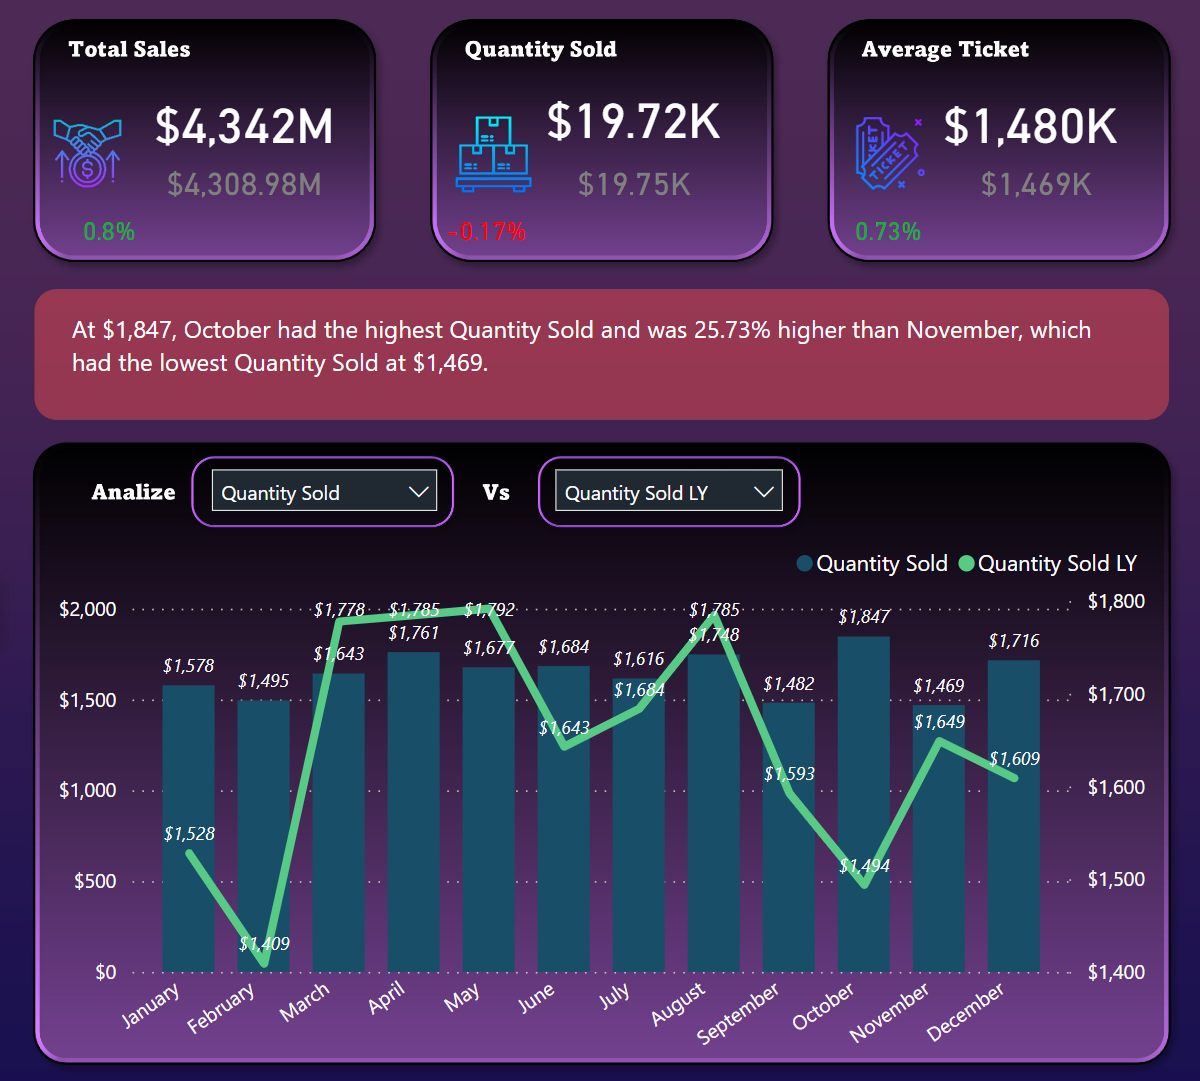 Total Sales
$4,342M
$4,308.98M
0.8%
Quantity Sold
$19.72K
$19.75K
-0.17%
Average Ticket
TICKET
TICKET
$1,480K
$1,469K
0.73%
At $1,847, October had the highest Quantity Sold and was 25.73% higher than November, which
had the lowest Quantity Sold at $1,469.
Analize Quantity Sold Vs Quantity Sold LY
Quantity Sold Quantity Sold LY
$2,000
$1,500
$1,000
$500
$0
$1,578 $1,495 $1,643 $1,761 $1,677 $1,684 $1,616 $1,748 $1,482 $1,847 $1,469 $1,716
$1,528 $1,409 $1,778 $1,785 $1,792 $1,643 $1,684 $1,785 $1,593 $1,494 $1,649 $1,609
$1,800
$1,700
$1,600
$1,500
$1,400
January February March April May June July August September October November December